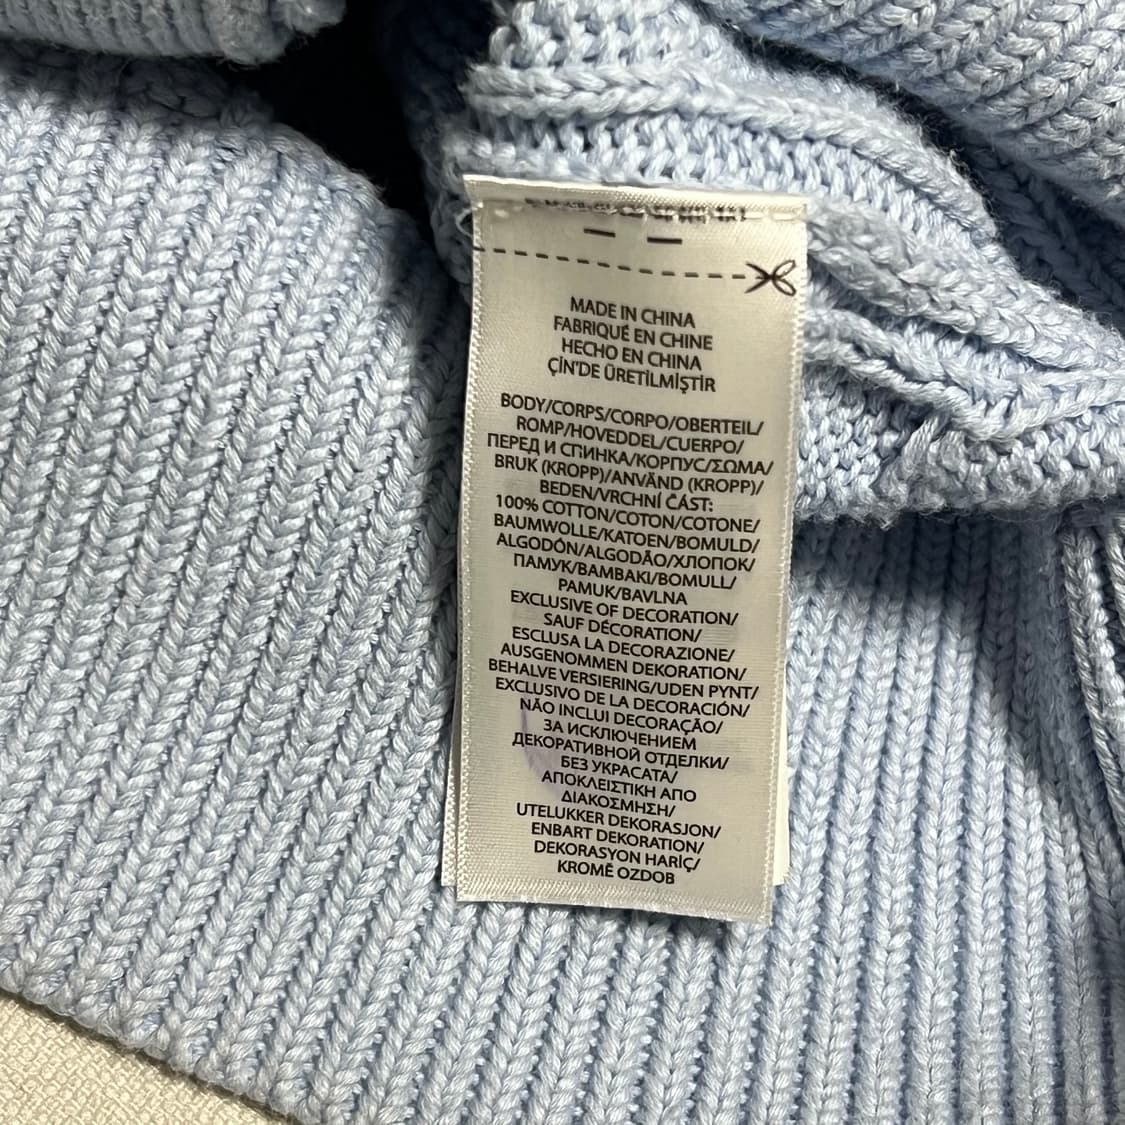 MADE IN CHINA
FABRIQUÉ EN CHINE
HECHO EN CHINA
ÇİN'DE ÜRETİLMİŞTİR
BODY/CORPS/CORPO/OBERTEIL/
ROMP/HOVEDDEL/CUERPO/
ПЕРЕД И СПИНКА/КОРПУС/ΣΩΜΑ/
BRUK (KROPP)/ANVÄND (KROPP)/
BEDEN/VRCHNÍ ČÁST:
100% COTTON/COTON/COTONE/
BAUMWOLLE/KATOEN/BOMULD/
ALGODÓN/ALGODÃO/ХЛОПОК/
ПАМУК/BAMBAKI/BOMULL/
PAMUK/BAVLNA
EXCLUSIVE OF DECORATION/
SAUF DÉCORATION/
ESCLUSA LA DECORAZIONE/
AUSGENOMMEN DEKORATION/
BEHALVE VERSIERING/UDEN PYNT/
EXCLUSIVO DE LA DECORACIÓN/
NÃO INCLUI DECORAÇÃO/
ЗА ИСКЛЮЧЕНИЕМ
ДЕКОРАТИВНОЙ ОТДЕЛКИ/
БЕЗ УКРАСАТА/
ΑΠΟΚΛΕΙΣΤΙΚΗ ΑΠΟ
ΔΙΑΚΟΣΜΗΣΗ/
UTELUKKER DEKORASJON/
ENBART DEKORATION/
DEKORASYON HARİÇ/
KROMĚ OZDOB